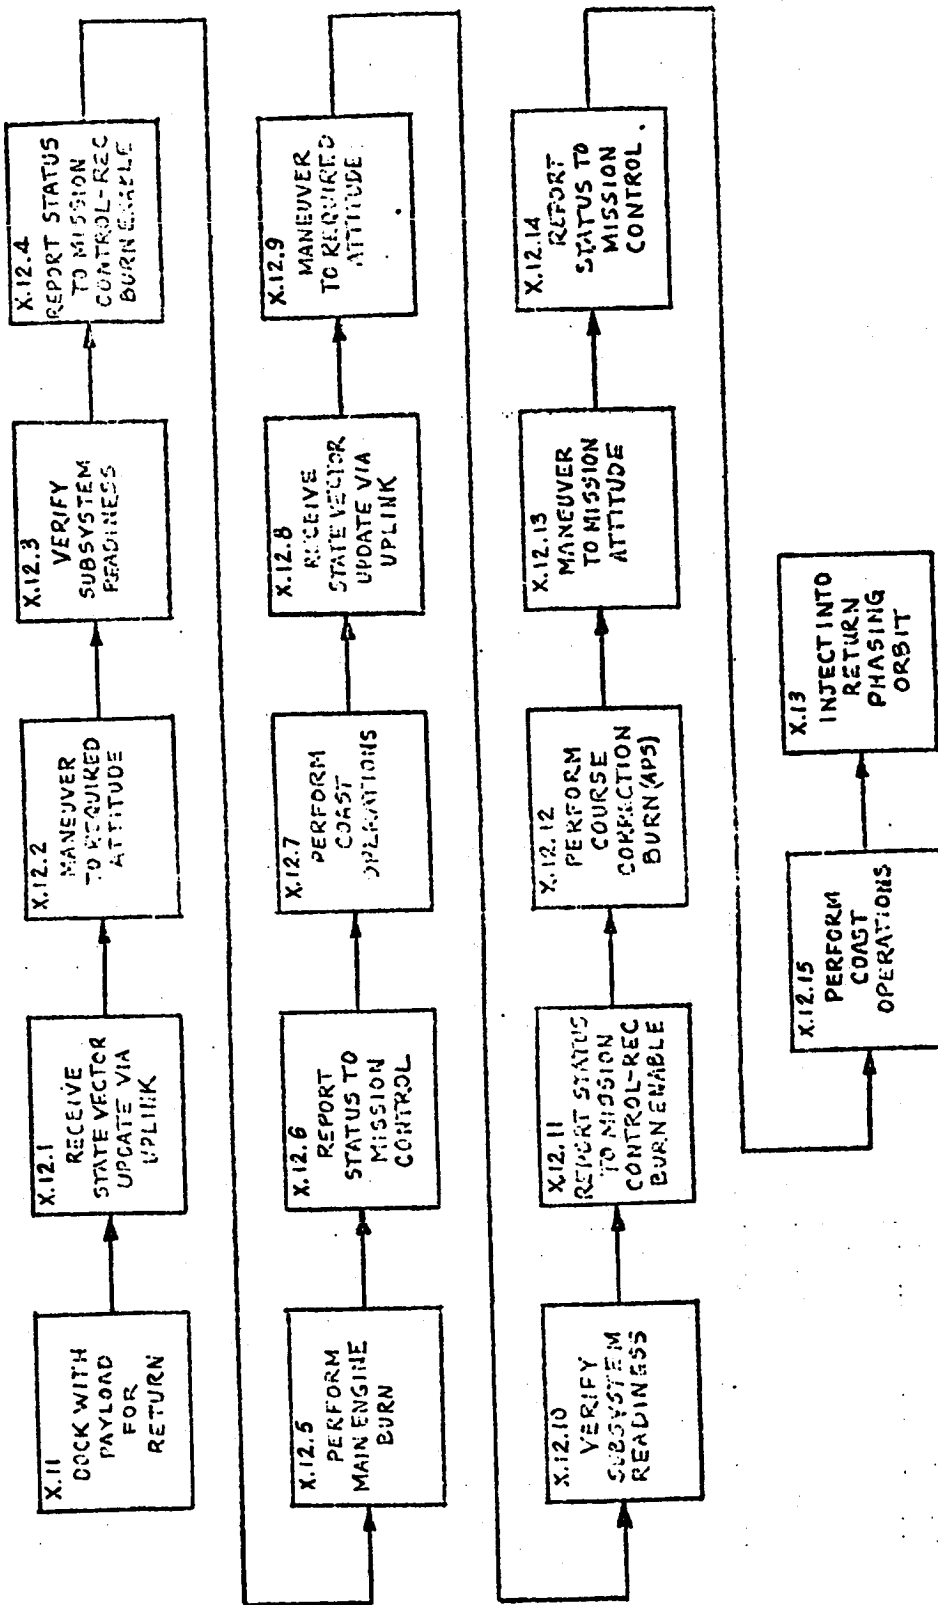 X.11
DOCK WITH
PAYLOAD
FOR
RETURN
X.12.1
RECEIVE
STATE VECTOR
UPDATE VIA
UPLINK
X.12.2
MANEUVER
TO REQUIRED
ATTITUDE
X.12.3
VERIFY
SUBSYSTEM
READINESS
X.12.4
REPORT STATUS
TO MISSION
CONTROL-REC
BURN ENABLE
X.12.5
PERFORM
MAIN ENGINE
BURN
X.12.6
REPORT
STATUS TO
MISSION
CONTROL
X.12.7
PERFORM
COAST
OPERATIONS
X.12.8
RECEIVE
STATE VECTOR
UPDATE VIA
UPLINK
X.12.9
MANEUVER
TO REQUIRED
ATTITUDE
X.12.10
VERIFY
SUBSYSTEM
READINESS
X.12.11
REPORT STATUS
TO MISSION
CONTROL-REC
BURN ENABLE
X.12.12
PERFORM
COURSE
CORRECTION
BURN (APS)
X.12.13
MANEUVER
TO MISSION
ATTITUDE
X.12.14
REPORT
STATUS TO
MISSION
CONTROL.
X.12.15
PERFORM
COAST
OPERATIONS
X.13
INJECT INTO
RETURN
PHASING
ORBIT